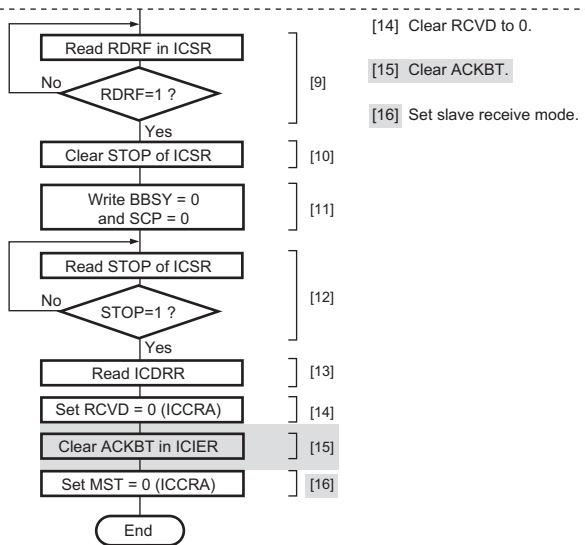 Read RDRF in ICSR
No
RDRF=1 ?
[9]
Yes
Clear STOP of ICSR
[10]
Write BBSY = 0
and SCP = 0
[11]
Read STOP of ICSR
No
STOP=1 ?
[12]
Yes
Read ICDRR
[13]
Set RCVD = 0 (ICCRA)
[14]
Clear ACKBT in ICIER
[15]
Set MST = 0 (ICCRA)
[16]
End
[14] Clear RCVD to 0.
[15] Clear ACKBT.
[16] Set slave receive mode.